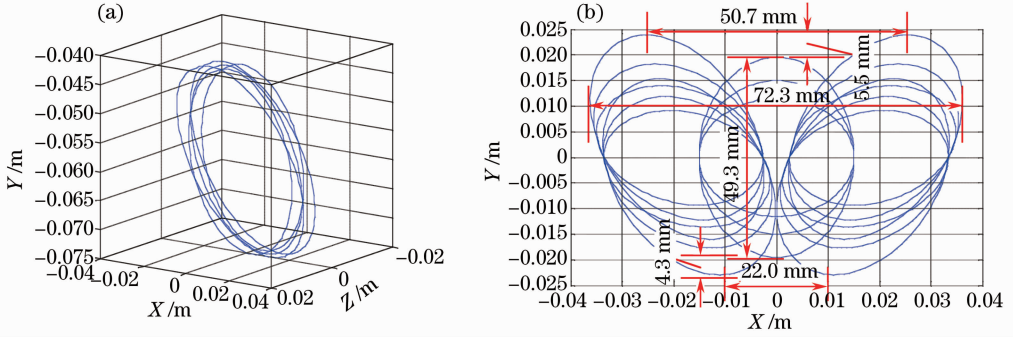 (a)
−0.040
−0.045
−0.050
−0.055
−0.060
−0.065
−0.070
−0.075
Y /m
−0.04
−0.02
0
0.02
0.04
X /m
0.02
0
−0.02
Z /m
(b)
0.025
0.020
0.015
0.010
0.005
0
−0.005
−0.010
−0.015
−0.020
−0.025
Y /m
50.7 mm
5.5 mm
72.3 mm
49.3 mm
4.3 mm
22.0 mm
−0.04 −0.03 −0.02 −0.01 0 0.01 0.02 0.03 0.04
X /m